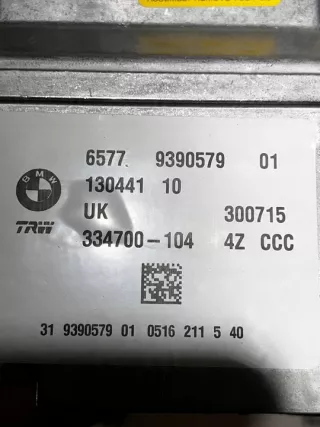 BMW
6577 9390579 01
130441 10
UK 300715
TRW
334700-104 4Z CCC
31 9390579 01 0516 211 5 40